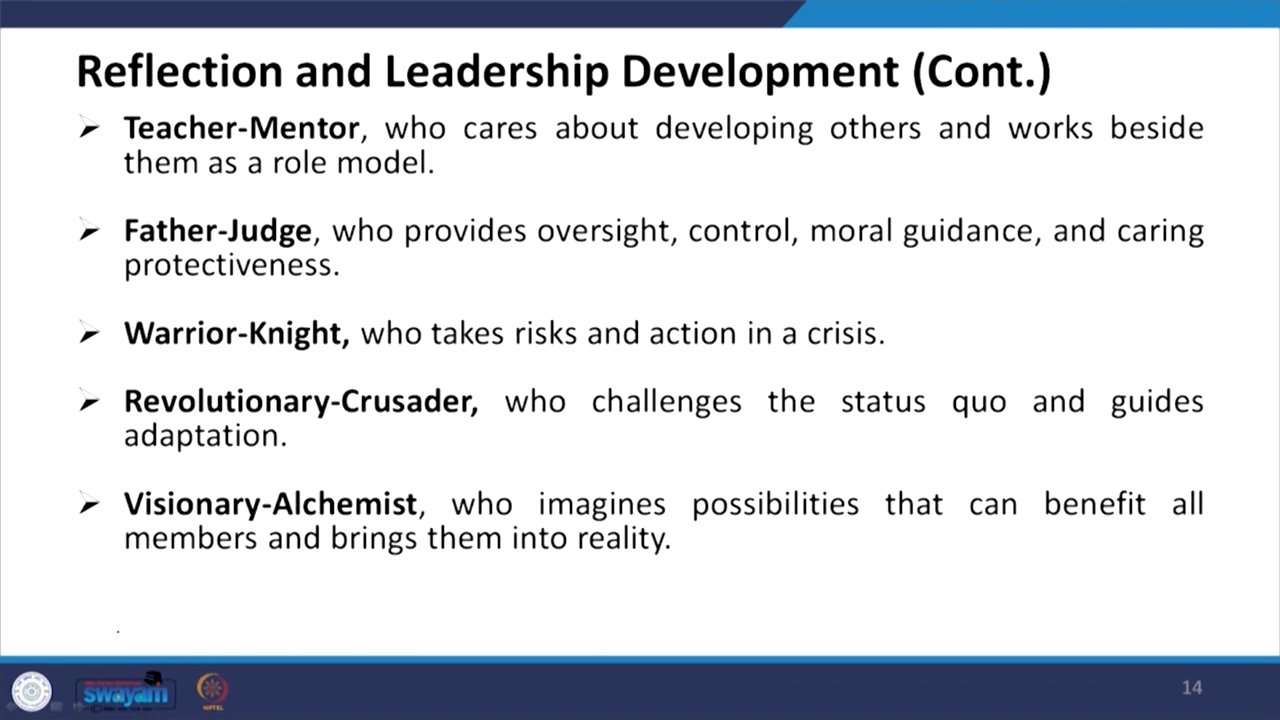 Reflection and Leadership Development (Cont.)
➢ Teacher-Mentor, who cares about developing others and works beside
them as a role model.
➢ Father-Judge, who provides oversight, control, moral guidance, and caring
protectiveness.
➢ Warrior-Knight, who takes risks and action in a crisis.
➢ Revolutionary-Crusader, who challenges the status quo and guides
adaptation.
➢ Visionary-Alchemist, who imagines possibilities that can benefit all
members and brings them into reality.
swayam
NPTEL
14